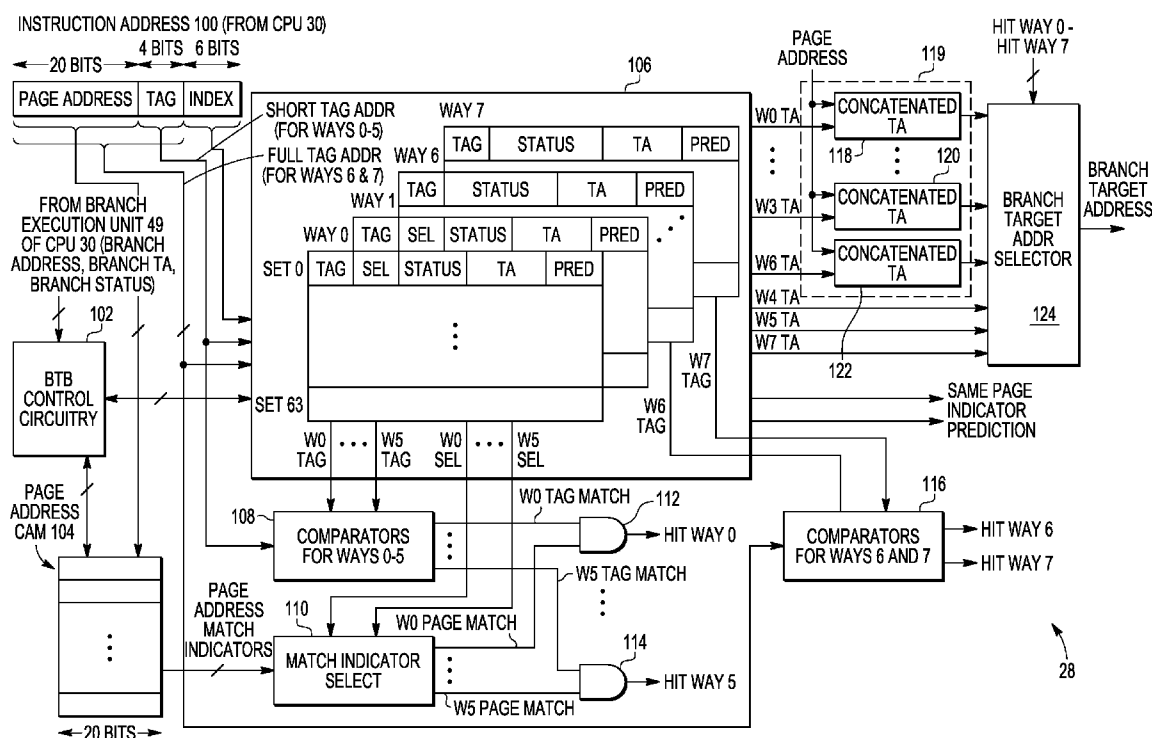 INSTRUCTION ADDRESS 100 (FROM CPU 30)
4 BITS 6 BITS
20 BITS
PAGE ADDRESS TAG INDEX
SHORT TAG ADDR
(FOR WAYS 0-5)
FULL TAG ADDR
(FOR WAYS 6 & 7)
FROM BRANCH
EXECUTION UNIT 49
OF CPU 30 (BRANCH
ADDRESS, BRANCH TA,
BRANCH STATUS)
102
BTB
CONTROL
CIRCUITRY
PAGE
ADDRESS
CAM 104
20 BITS
106
WAY 7
TAG STATUS TA PRED
WAY 6
WAY 1
TAG STATUS TA PRED
WAY 0 TAG SEL STATUS TA PRED
SET 0
TAG SEL STATUS TA PRED
SET 63
W0 TAG
W5 TAG
W0 SEL
W5 SEL
W6 TAG
W7 TAG
PAGE
ADDRESS
119
W0 TA
CONCATENATED
TA
118
120
W3 TA
CONCATENATED
TA
W6 TA
CONCATENATED
TA
122
W4 TA
W5 TA
W7 TA
HIT WAY 0 -
HIT WAY 7
BRANCH
TARGET
ADDR
SELECTOR
124
BRANCH
TARGET
ADDRESS
SAME PAGE
INDICATOR
PREDICTION
108
COMPARATORS
FOR WAYS 0-5
W0 TAG MATCH
112
HIT WAY 0
W5 TAG MATCH
116
COMPARATORS
FOR WAYS 6 AND 7
HIT WAY 6
HIT WAY 7
PAGE
ADDRESS
MATCH
INDICATORS
110
MATCH INDICATOR
SELECT
W0 PAGE MATCH
114
HIT WAY 5
W5 PAGE MATCH
28